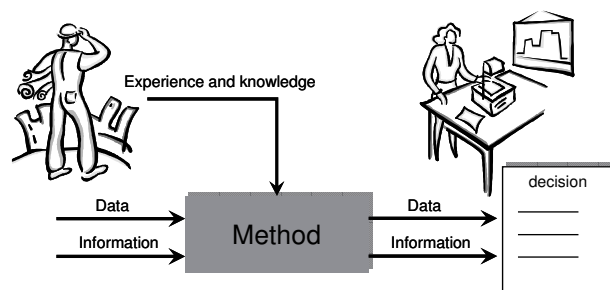 Experience and knowledge
decision
Data
Information
Method
Data
Information